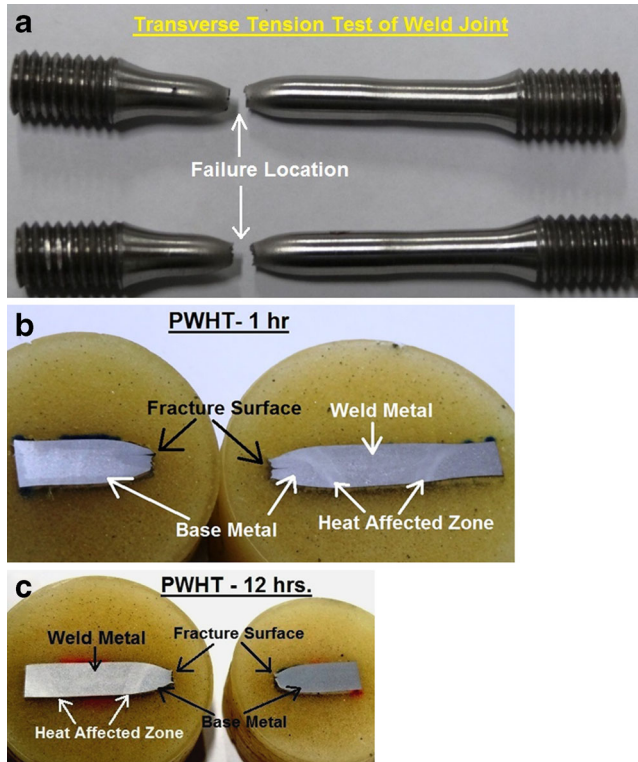 a
Transverse Tension Test of Weld Joint
Failure Location
b
PWHT- 1 hr
Fracture Surface
Weld Metal
Base Metal
Heat Affected Zone
c
PWHT - 12 hrs.
Weld Metal
Fracture Surface
Heat Affected Zone
Base Metal